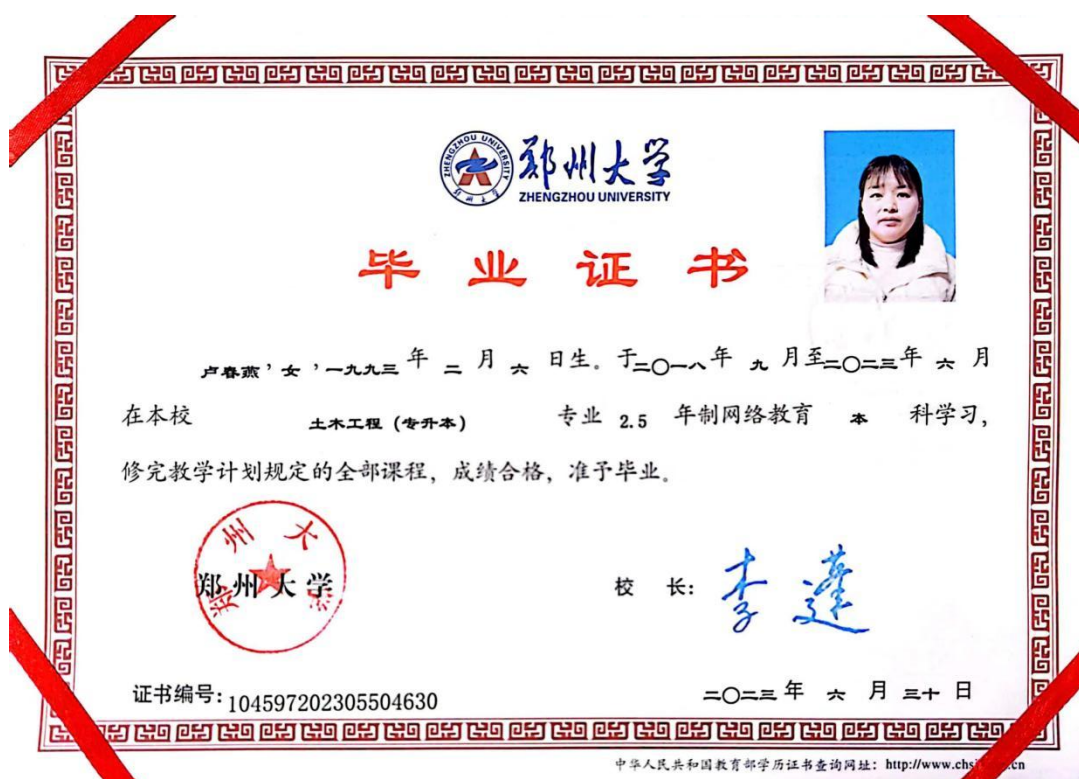 ZHENGZHOU UNIVERSITY
郑州大学
ZHENGZHOU UNIVERSITY
毕业证书
卢春燕,女,一九九三年二月六日生。于二〇一八年九月至二〇二三年六月
在本校 土木工程(专升本) 专业 2.5 年制网络教育 本 科学习,
修完教学计划规定的全部课程,成绩合格,准予毕业。
郑州大学
郑州大学
校 长:李蓬
证书编号:104597202305504630
二〇二三年六月三十日
中华人民共和国教育部学历证书查询网址:http://www.chsi